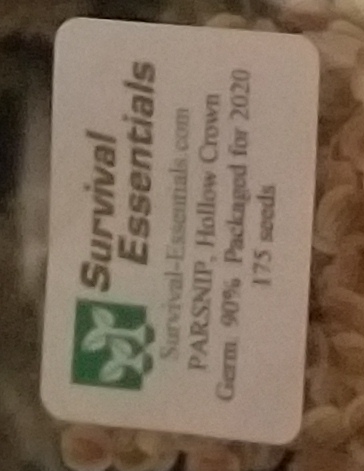 Survival
Essentials
Survival-Essentials.com
PARSNIP, Hollow Crown
Germ. 90% Packaged for 2020
175 seeds